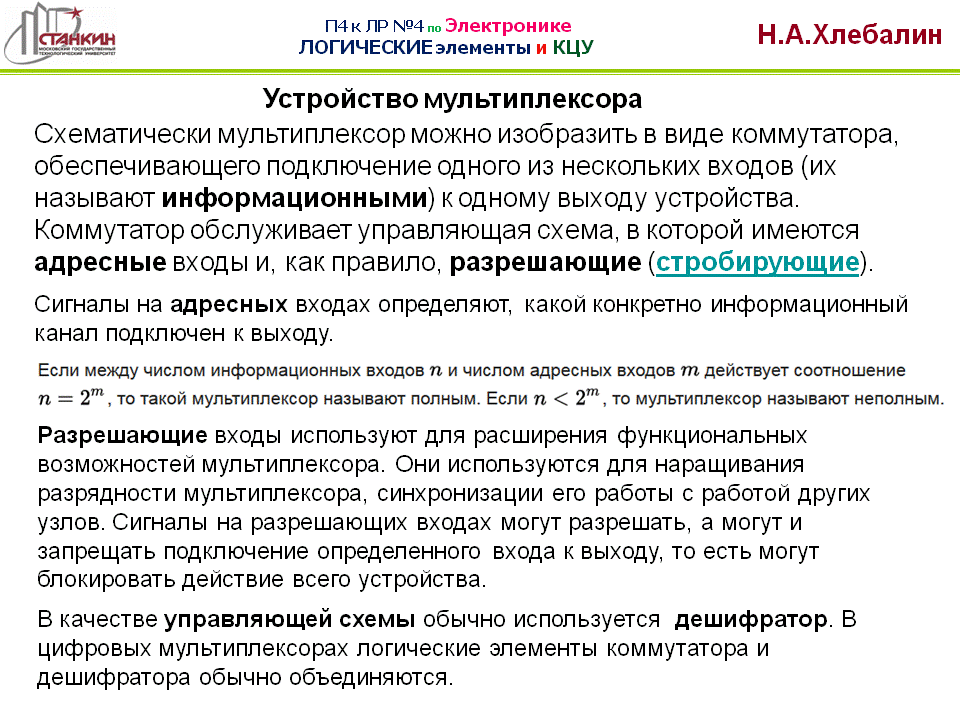 СТАНКИН
МОСКОВСКИЙ ГОСУДАРСТВЕННЫЙ
ТЕХНОЛОГИЧЕСКИЙ УНИВЕРСИТЕТ
П4 к ЛР №4 по Электронике
ЛОГИЧЕСКИЕ элементы и КЦУ
Н.А.Хлебалин
Устройство мультиплексора
Схематически мультиплексор можно изобразить в виде коммутатора,
обеспечивающего подключение одного из нескольких входов (их
называют информационными) к одному выходу устройства.
Коммутатор обслуживает управляющая схема, в которой имеются
адресные входы и, как правило, разрешающие (стробирующие).
Сигналы на адресных входах определяют, какой конкретно информационный
канал подключен к выходу.
Если между числом информационных входов n и числом адресных входов m действует соотношение
n = 2^m , то такой мультиплексор называют полным. Если n < 2^m , то мультиплексор называют неполным.
Разрешающие входы используют для расширения функциональных
возможностей мультиплексора. Они используются для наращивания
разрядности мультиплексора, синхронизации его работы с работой других
узлов. Сигналы на разрешающих входах могут разрешать, а могут и
запрещать подключение определенного входа к выходу, то есть могут
блокировать действие всего устройства.
В качестве управляющей схемы обычно используется дешифратор. В
цифровых мультиплексорах логические элементы коммутатора и
дешифратора обычно объединяются.